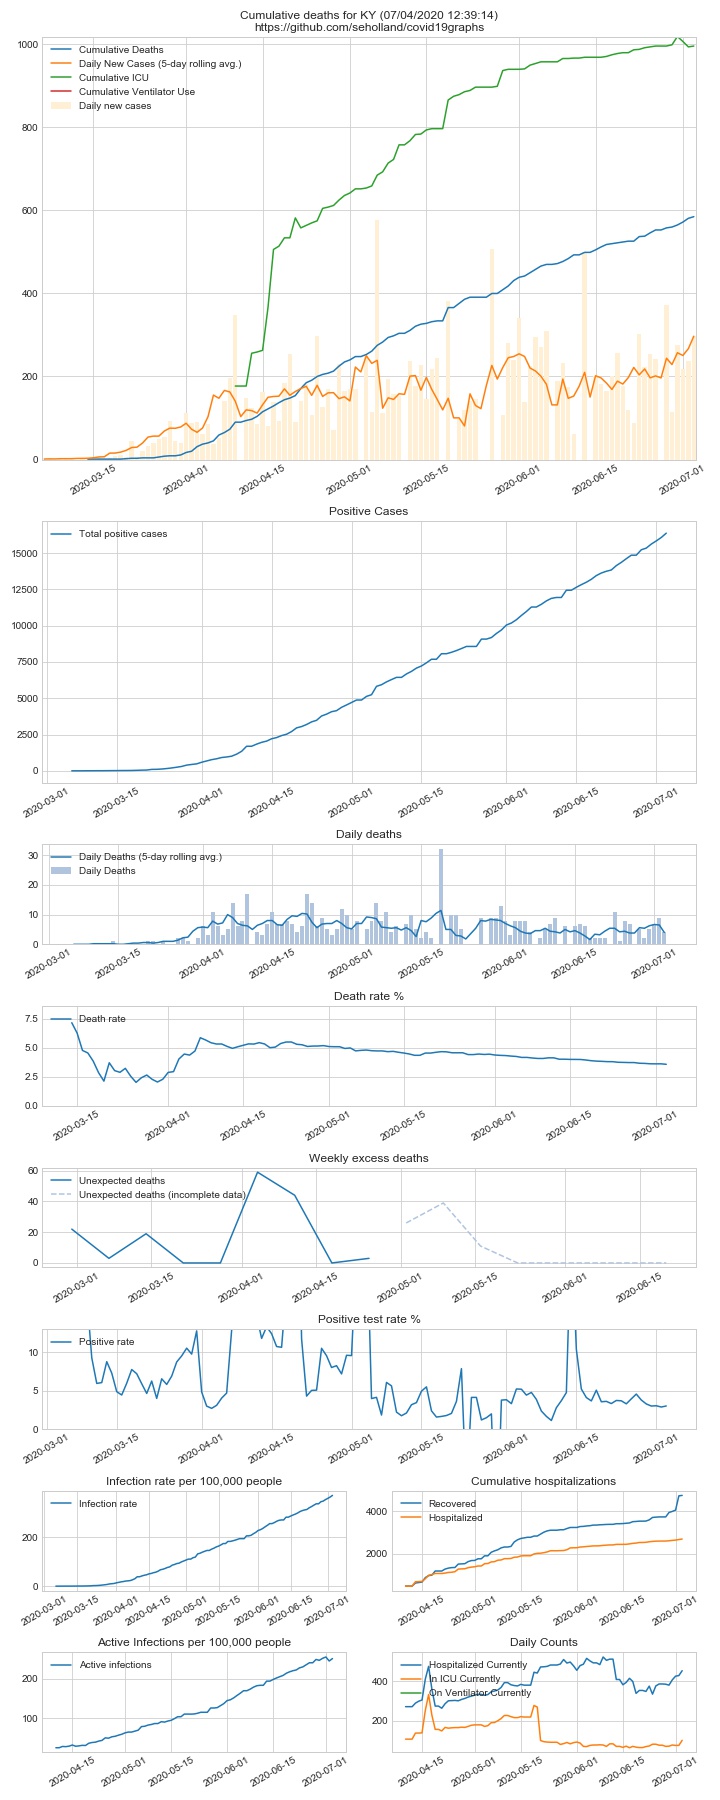 Cumulative deaths for KY (07/04/2020 12:39:14)
https://github.com/seholland/covid19graphs
Cumulative Deaths
Daily New Cases (5-day rolling avg.)
Cumulative ICU
Cumulative Ventilator Use
Daily new cases
1000
800
600
400
200
0
2020-03-15 2020-04-01 2020-04-15 2020-05-01 2020-05-15 2020-06-01 2020-06-15 2020-07-01
Positive Cases
Total positive cases
15000
12500
10000
7500
5000
2500
0
2020-03-01 2020-03-15 2020-04-01 2020-04-15 2020-05-01 2020-05-15 2020-06-01 2020-06-15 2020-07-01
Daily deaths
Daily Deaths (5-day rolling avg.)
Daily Deaths
30
20
10
0
2020-03-01 2020-03-15 2020-04-01 2020-04-15 2020-05-01 2020-05-15 2020-06-01 2020-06-15 2020-07-01
Death rate %
Death rate
7.5
5.0
2.5
0.0
2020-03-15 2020-04-01 2020-04-15 2020-05-01 2020-05-15 2020-06-01 2020-06-15 2020-07-01
Weekly excess deaths
Unexpected deaths
Unexpected deaths (incomplete data)
60
40
20
0
2020-03-01 2020-03-15 2020-04-01 2020-04-15 2020-05-01 2020-05-15 2020-06-01 2020-06-15
Positive test rate %
Positive rate
10
5
0
2020-03-01 2020-03-15 2020-04-01 2020-04-15 2020-05-01 2020-05-15 2020-06-01 2020-06-15 2020-07-01
Infection rate per 100,000 people
Infection rate
200
0
2020-03-01 2020-03-15 2020-04-01 2020-04-15 2020-05-01 2020-05-15 2020-06-01 2020-06-15 2020-07-01
Cumulative hospitalizations
Recovered
Hospitalized
4000
2000
2020-04-15 2020-05-01 2020-05-15 2020-06-01 2020-06-15 2020-07-01
Active Infections per 100,000 people
Active infections
200
100
2020-04-15 2020-05-01 2020-05-15 2020-06-01 2020-06-15 2020-07-01
Daily Counts
Hospitalized Currently
In ICU Currently
On Ventilator Currently
400
200
2020-04-15 2020-05-01 2020-05-15 2020-06-01 2020-06-15 2020-07-01